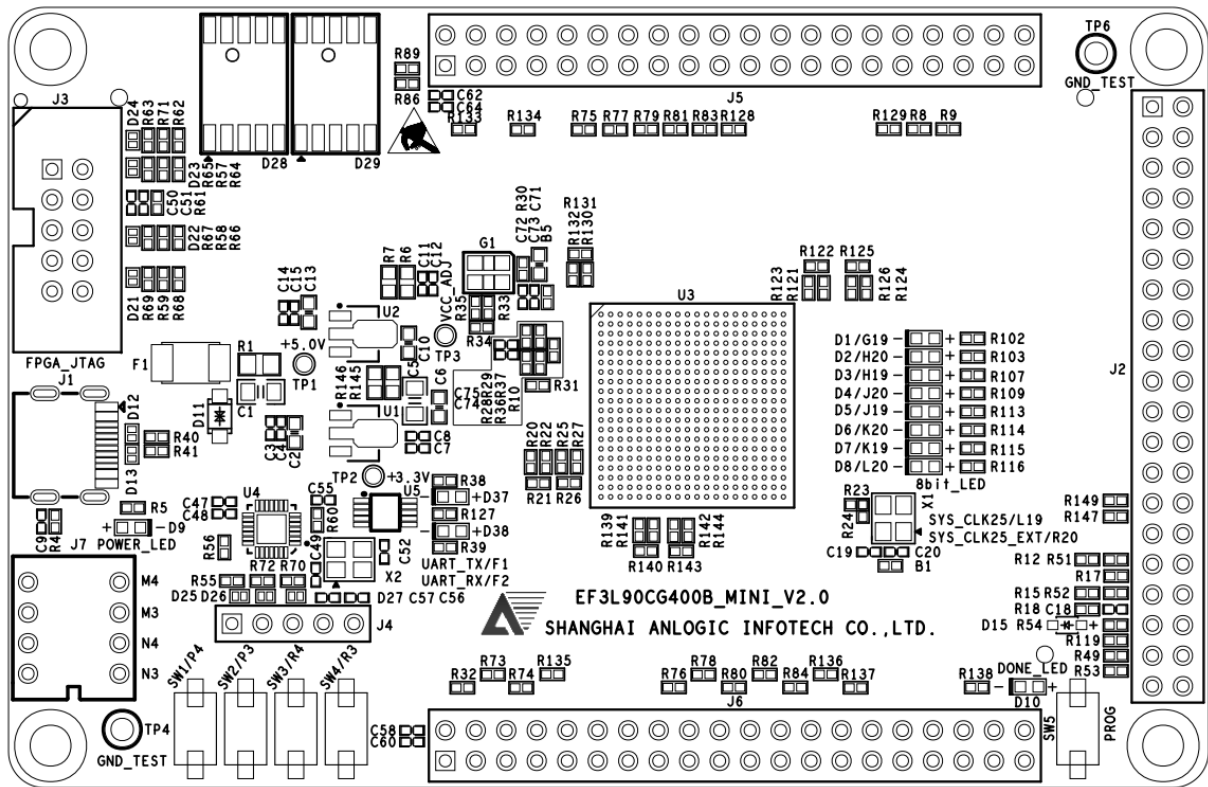 TP6
GND_TEST
J3
D24
R63
R71
R62
D23
R65
R57
R64
C50
C51
R61
D22
R67
R58
R66
D21
R69
R59
R68
FPGA_JTAG
D28
D29
R89
R86
C62
C64
J5
R133
R134
R75
R77
R79
R81
R83
R128
R129
R8
R9
C14
C15
C13
R7
R6
C11
C12
VCC_ADJ
G1
C72
R30
C73
C71
B5
R131
R132
R130
R35
R33
R34
U2
C10
TP3
+5.0V
TP1
F1
R1
C1
D11
R146
R145
C5
C6
C75
C74
R29
R28
R37
R36
R10
R31
U3
R122
R125
R123
R121
R126
R124
D1/G19
-
+
R102
D2/H20
-
+
R103
D3/H19
-
+
R107
D4/J20
-
+
R109
D5/J19
-
+
R113
D6/K20
-
+
R114
D7/K19
-
+
R115
D8/L20
-
+
R116
8bit_LED
J2
J1
D12
D13
R40
R41
C3
C4
C2
U1
C8
C7
R20
R22
R25
R27
R21
R26
TP2
+3.3V
R5
+
-D9
POWER_LED
C9
R4
C47
C48
U4
C55
R60
U5
R38
-
+D37
R127
-
+D38
R39
UART_TX/F1
UART_RX/F2
R56
C49
X2
C52
R55
R72
R70
D25
D26
D27
C57
C56
J4
R139
R141
R142
R144
R140
R143
R23
R24
X1
SYS_CLK25/L19
SYS_CLK25_EXT/R20
C19
C20
B1
R149
R147
R12
R51
R17
R15
R52
R18
C18
D15
R54
+
R119
R49
R53
EF3L90CG400B_MINI_V2.0
SHANGHAI ANLOGIC INFOTECH CO.,LTD.
J7
M4
M3
N4
N3
SW1/P4
SW2/P3
SW3/R4
SW4/R3
TP4
GND_TEST
C58
C60
R32
R73
R74
R135
R76
R78
R80
R82
R84
R136
R137
J6
R138
DONE_LED
-
+
D10
SW5
PROG